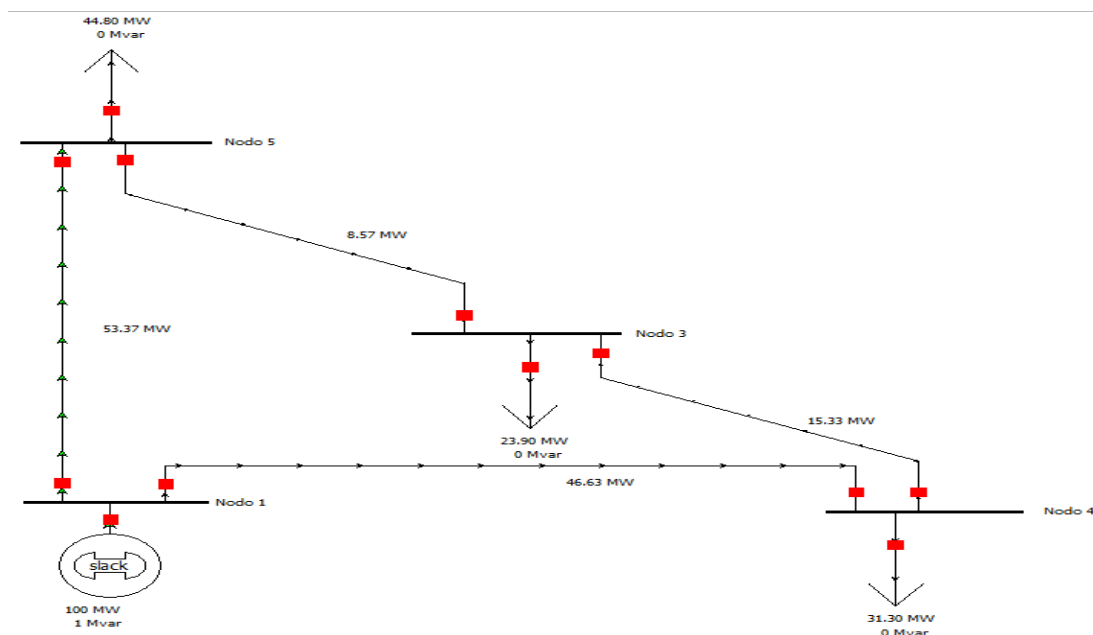 44.80 MW
0 Mvar
Nodo 5
8.57 MW
53.37 MW
Nodo 3
15.33 MW
23.90 MW
0 Mvar
46.63 MW
Nodo 1
Nodo 4
slack
100 MW
1 Mvar
31.30 MW
0 Mvar